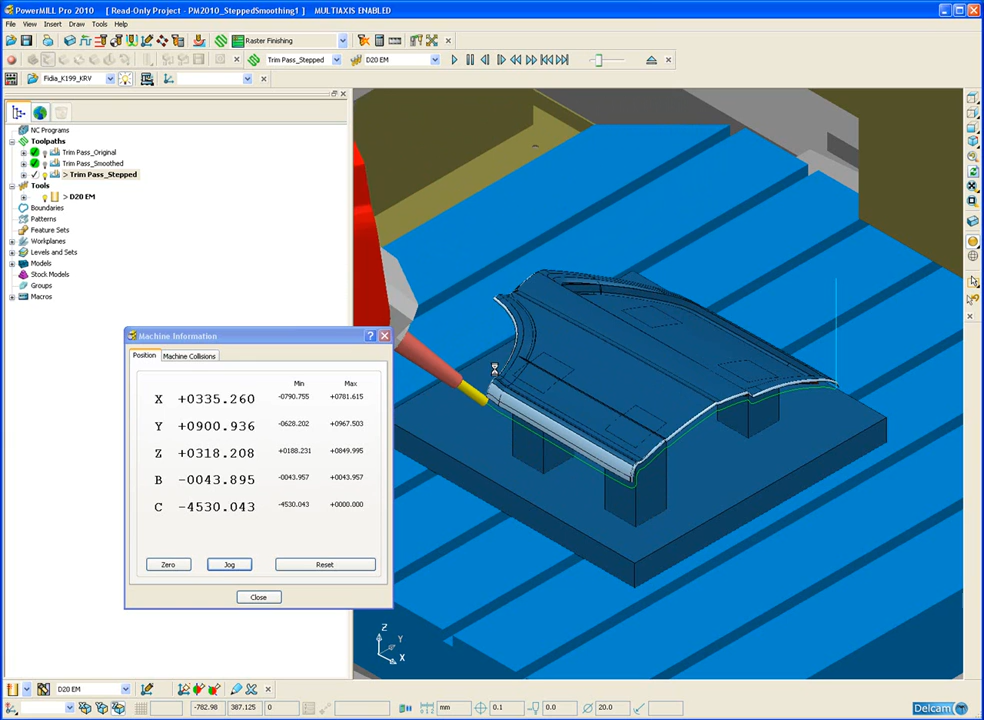 PowerMILL Pro 2010    [ Read-Only Project - PM2010_SteppedSmoothing1 ]    MULTIAXIS ENABLED
File View Insert Draw Tools Help
Raster Finishing
Trim Pass_Stepped D20 EM
Fidia_K199_KRV
NC Programs
Toolpaths
Trim Pass_Original
Trim Pass_Smoothed
> Trim Pass_Stepped
Tools
> D20 EM
Boundaries
Patterns
Feature Sets
Workplanes
Levels and Sets
Models
Stock Models
Groups
Macros
Machine Information
Position Machine Collisions
Min Max
X +0335.260 -0790.755 +0781.615
Y +0900.936 -0628.202 +0967.503
Z +0318.208 +0188.231 +0849.995
B -0043.895 -0043.957 +0043.957
C -4530.043 -4530.043 +0000.000
Zero Jog Reset
Close
Z
Y
X
D20 EM
-782.98 387.125 0 mm 0.1 0.0 20.0 Delcam